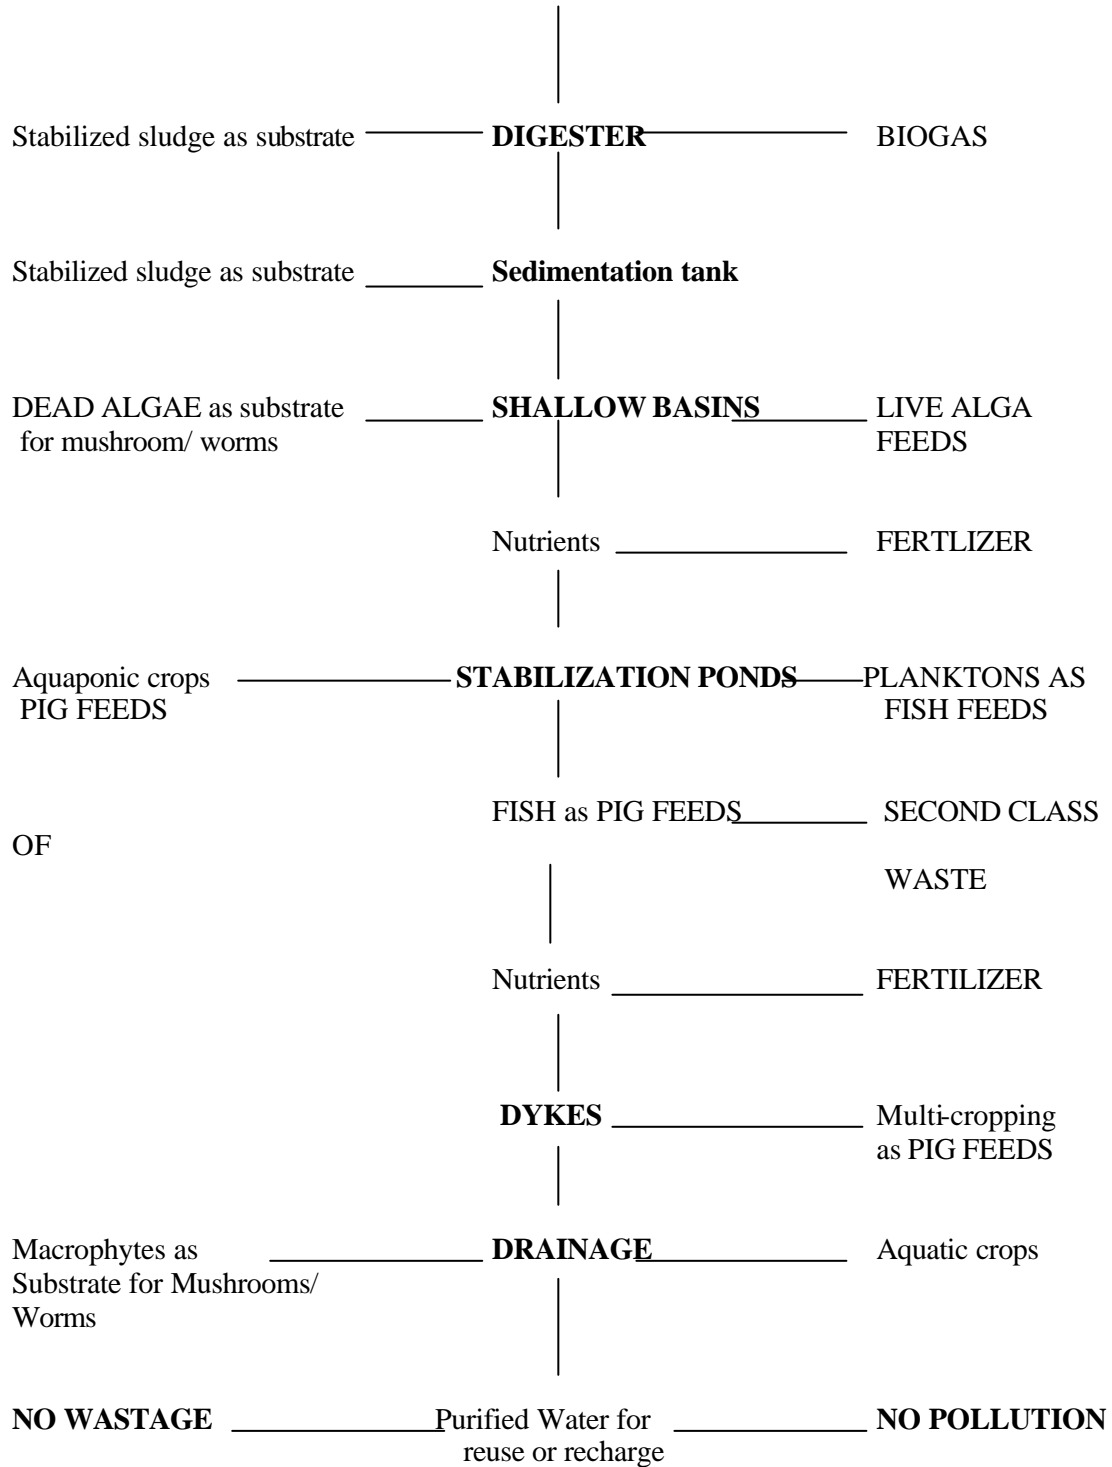 Stabilized sludge as substrate DIGESTER BIOGAS
Stabilized sludge as substrate Sedimentation tank
DEAD ALGAE as substrate SHALLOW BASINS LIVE ALGA
for mushroom/ worms FEEDS
Nutrients FERTLIZER
Aquaponic crops STABILIZATION PONDS PLANKTONS AS
PIG FEEDS FISH FEEDS
FISH as PIG FEEDS SECOND CLASS
OF
WASTE
Nutrients FERTILIZER
DYKES Multi-cropping
as PIG FEEDS
Macrophytes as DRAINAGE Aquatic crops
Substrate for Mushrooms/
Worms
NO WASTAGE Purified Water for NO POLLUTION
reuse or recharge